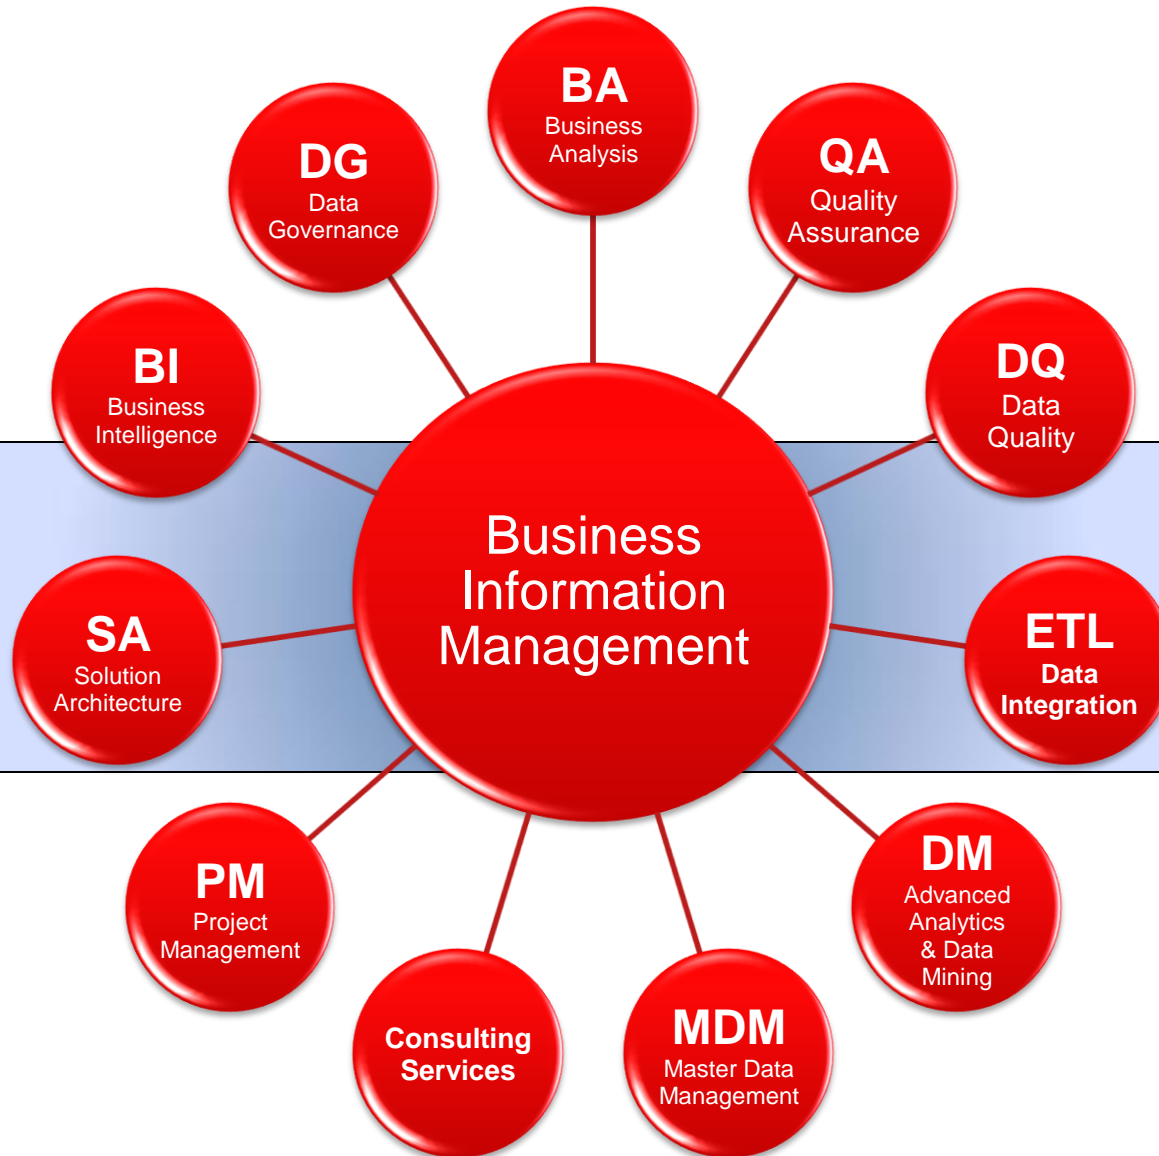 BA
Business
Analysis
QA
Quality
Assurance
DG
Data
Governance
DQ
Data
Quality
BI
Business
Intelligence
Business
Information
Management
ETL
Data
Integration
SA
Solution
Architecture
DM
Advanced
Analytics
& Data
Mining
PM
Project
Management
MDM
Master Data
Management
Consulting
Services